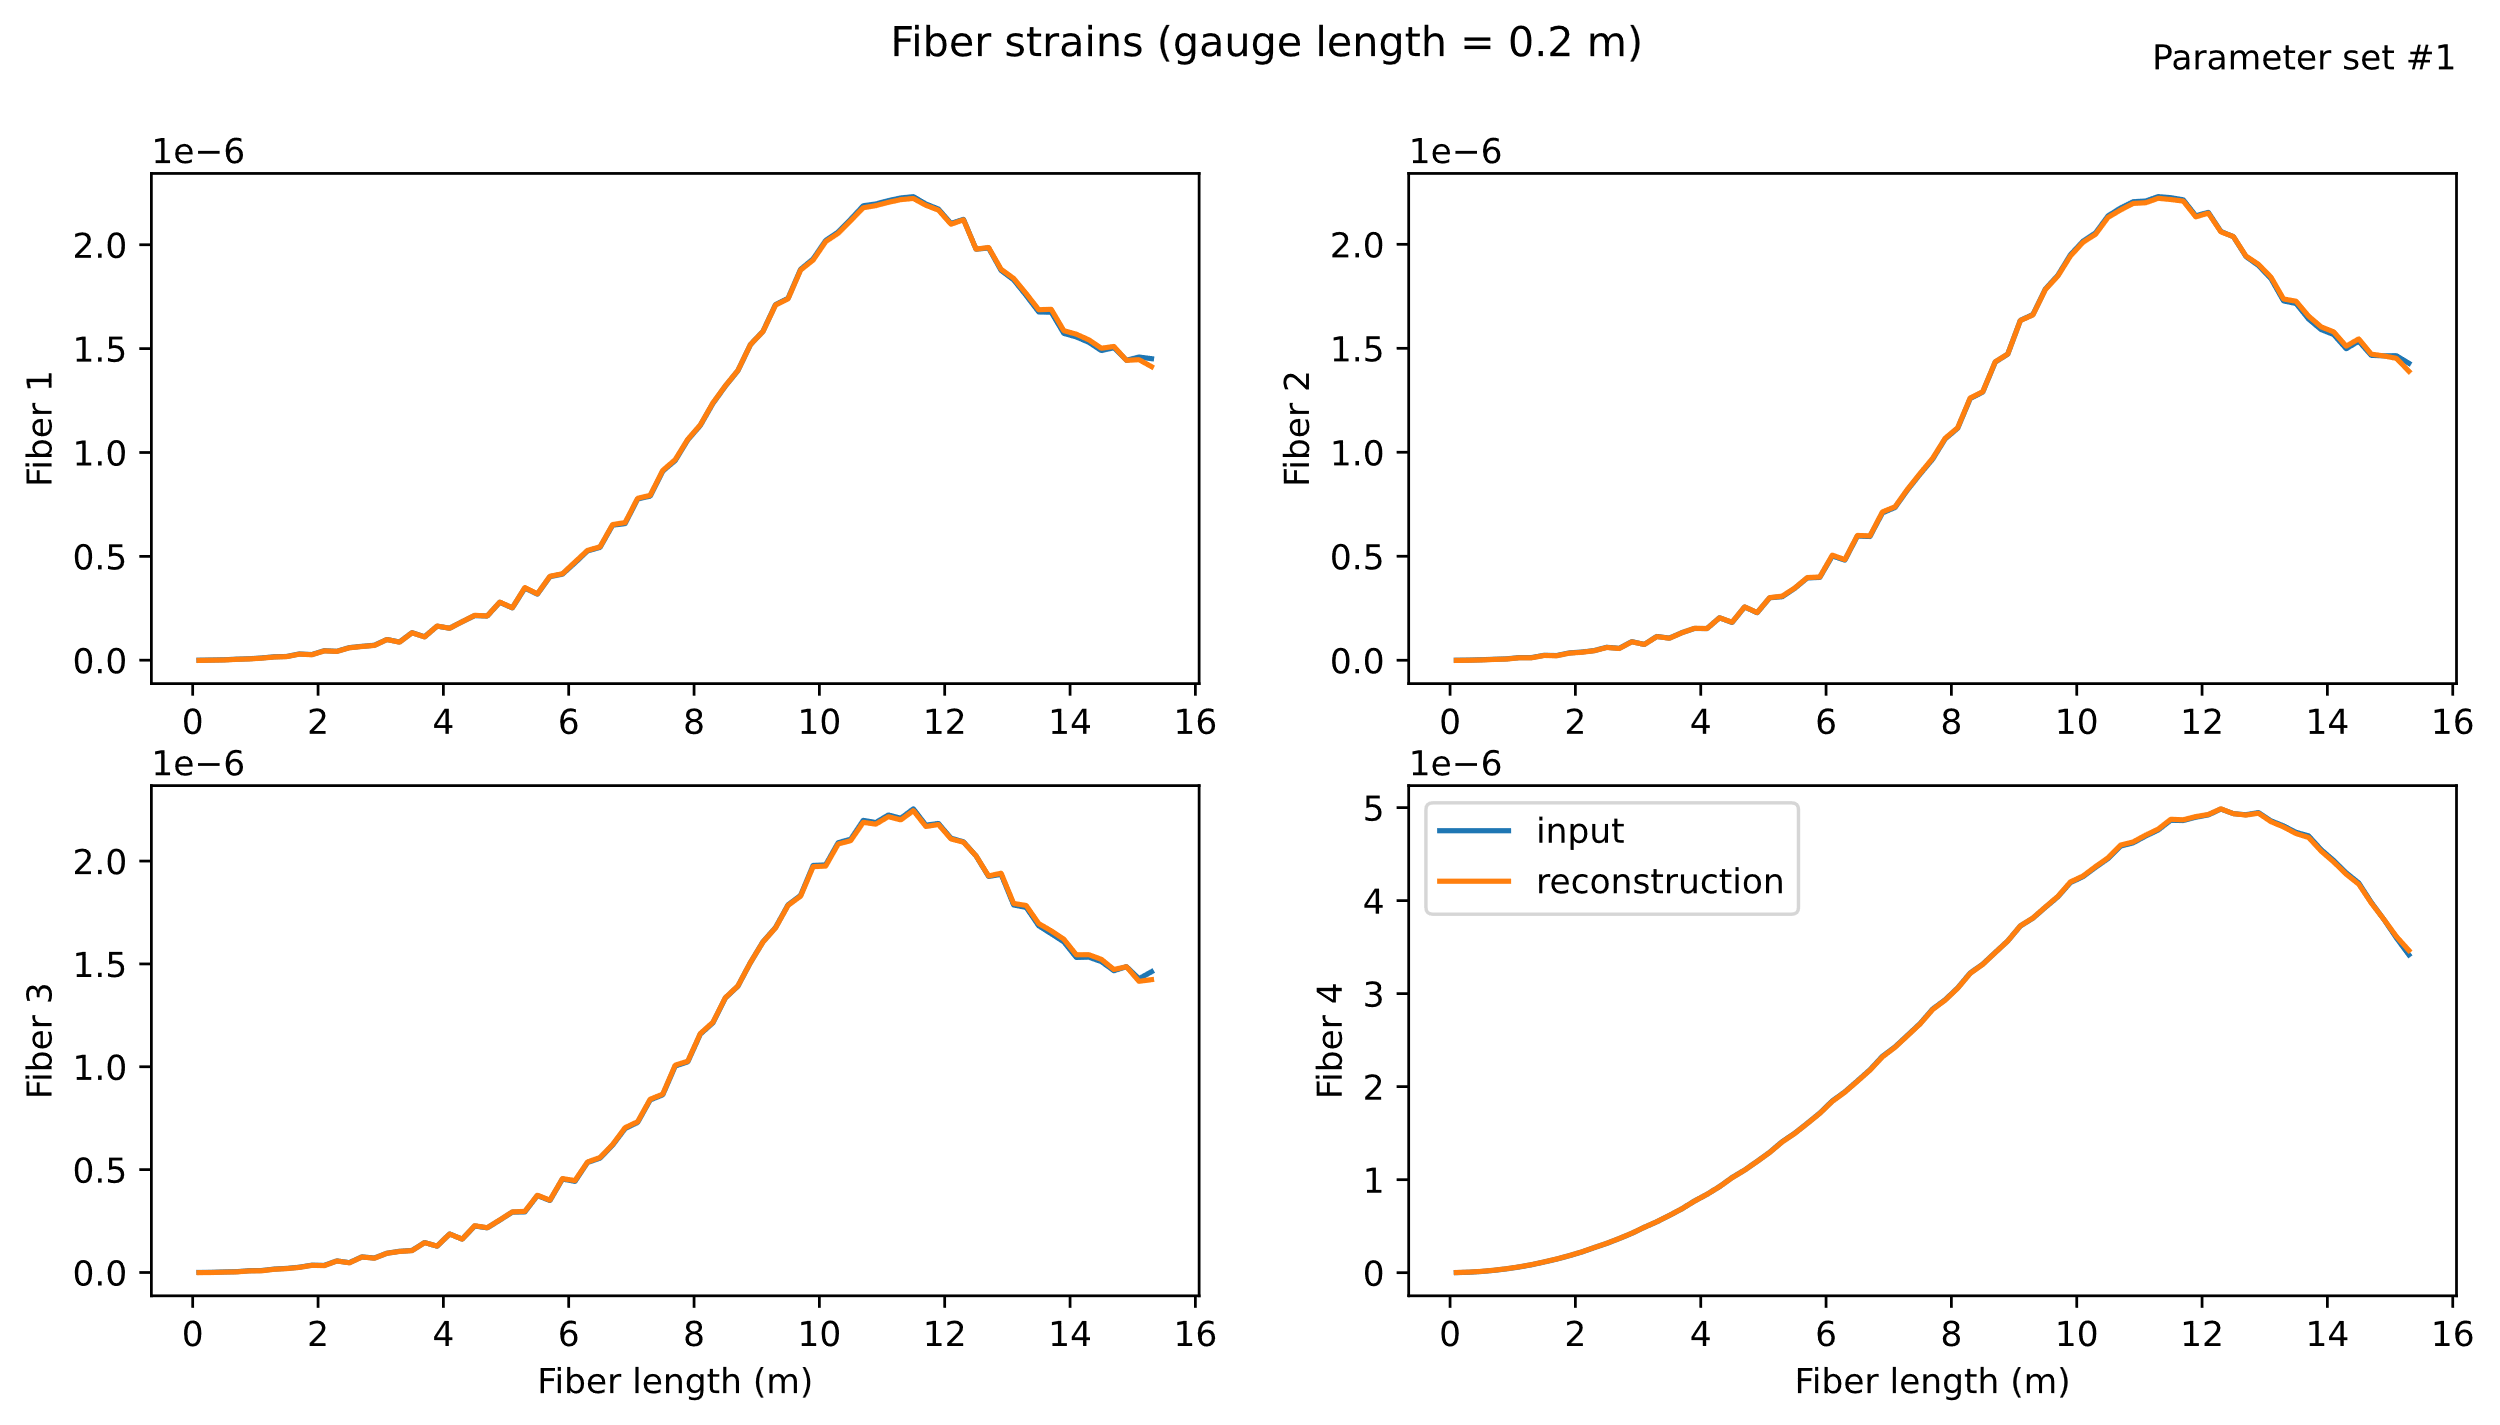 Fiber strains (gauge length = 0.2 m)
Parameter set #1
1e−6
Fiber 1
2.0
1.5
1.0
0.5
0.0
0 2 4 6 8 10 12 14 16
1e−6
Fiber 2
2.0
1.5
1.0
0.5
0.0
0 2 4 6 8 10 12 14 16
1e−6
Fiber 3
2.0
1.5
1.0
0.5
0.0
0 2 4 6 8 10 12 14 16
Fiber length (m)
1e−6
Fiber 4
5
4
3
2
1
0
input
reconstruction
0 2 4 6 8 10 12 14 16
Fiber length (m)